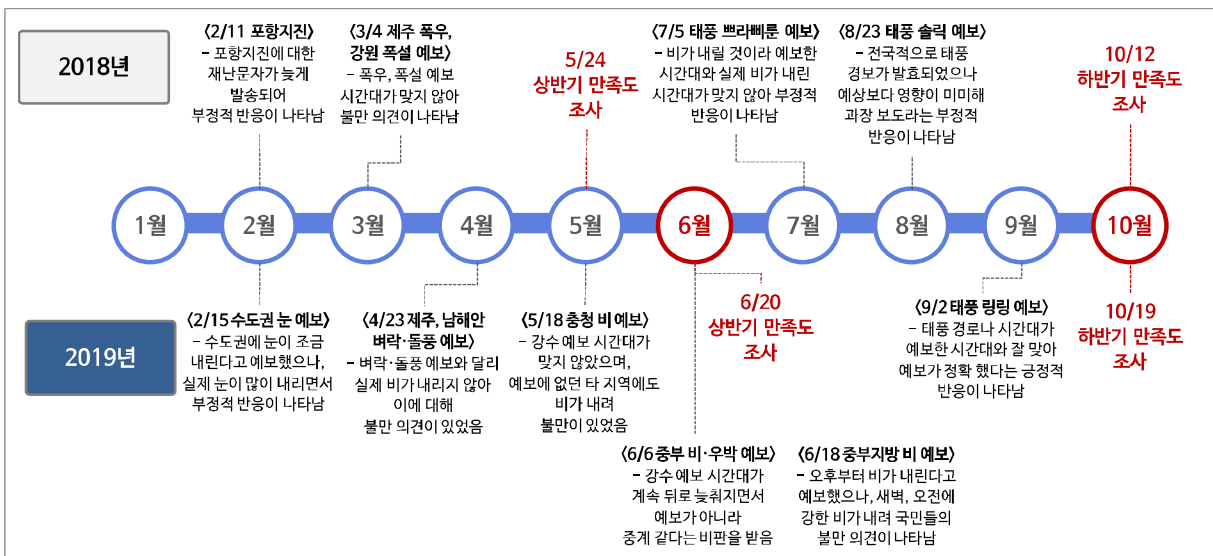 2018년
〈2/11 포항지진〉
- 포항지진에 대한
재난문자가 늦게
발송되어
부정적 반응이 나타남
〈3/4 제주 폭우,
강원 폭설 예보〉
- 폭우, 폭설 예보
시간대가 맞지 않아
불만 의견이 나타남
5/24
상반기 만족도
조사
〈7/5 태풍 쁘라삐룬 예보〉
- 비가 내릴 것이라 예보한
시간대와 실제 비가 내린
시간대가 맞지 않아 부정적
반응이 나타남
〈8/23 태풍 솔릭 예보〉
- 전국적으로 태풍
경보가 발효되었으나
예상보다 영향이 미미해
과장 보도라는 부정적
반응이 나타남
10/12
하반기 만족도
조사
1월
2월
3월
4월
5월
6월
7월
8월
9월
10월
2019년
〈2/15 수도권 눈 예보〉
- 수도권에 눈이 조금
내린다고 예보했으나,
실제 눈이 많이 내리면서
부정적 반응이 나타남
〈4/23 제주, 남해안
벼락·돌풍 예보〉
- 벼락·돌풍 예보와 달리
실제 비가 내리지 않아
이에 대해
불만 의견이 있었음
〈5/18 충청 비 예보〉
- 강수 예보 시간대가
맞지 않았으며,
예보에 없던 타 지역에도
비가 내려
불만이 있었음
6/20
상반기 만족도
조사
〈9/2 태풍 링링 예보〉
- 태풍 경로나 시간대가
예보한 시간대와 잘 맞아
예보가 정확 했다는 긍정적
반응이 나타남
10/19
하반기 만족도
조사
〈6/6 중부 비·우박 예보〉
- 강수 예보 시간대가
계속 뒤로 늦춰지면서
예보가 아니라
중계 같다는 비판을 받음
〈6/18 중부지방 비 예보〉
- 오후부터 비가 내린다고
예보했으나, 새벽, 오전에
강한 비가 내려 국민들의
불만 의견이 나타남